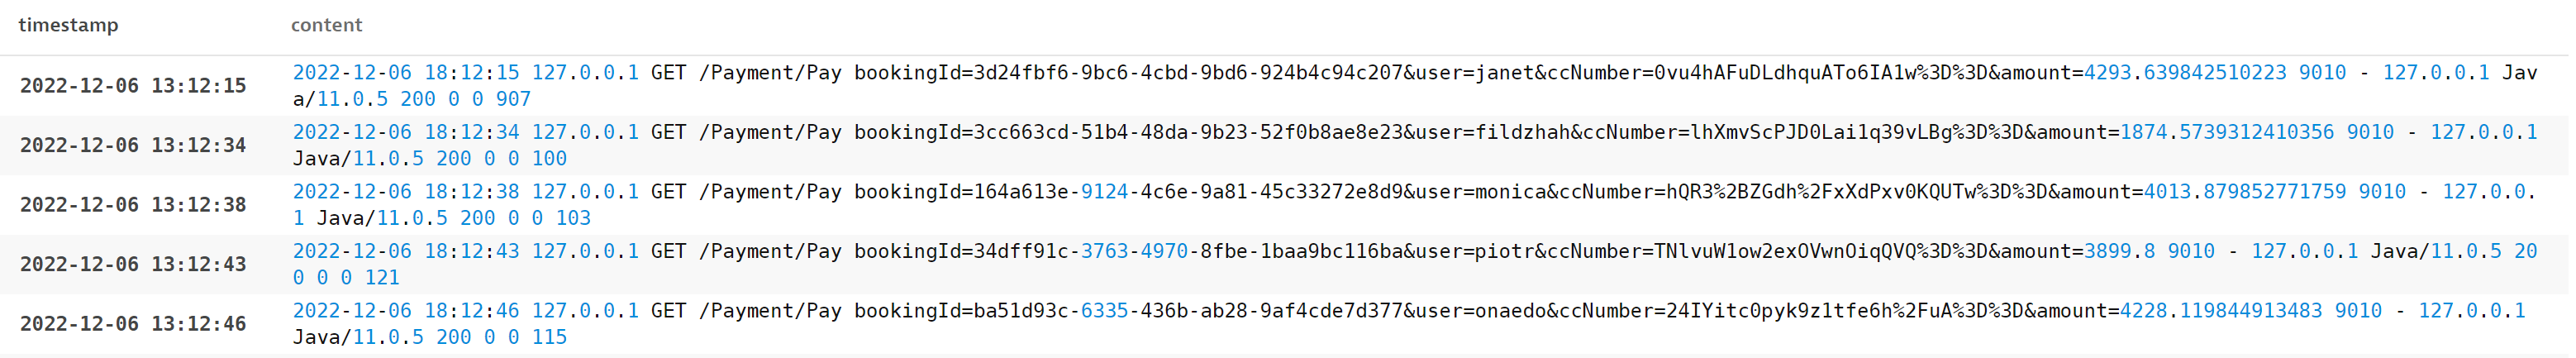 timestamp content
2022-12-06 13:12:15 2022-12-06 18:12:15 127.0.0.1 GET /Payment/Pay bookingId=3d24fbf6-9bc6-4cbd-9bd6-924b4c94c207&user=janet&ccNumber=0vu4hAFuDLdhquATo6IA1w%3D%3D&amount=4293.639842510223 9010 - 127.0.0.1 Jav
a/11.0.5 200 0 0 907
2022-12-06 13:12:34 2022-12-06 18:12:34 127.0.0.1 GET /Payment/Pay bookingId=3cc663cd-51b4-48da-9b23-52f0b8ae8e23&user=fildzhah&ccNumber=lhXmvScPJD0Lai1q39vLBg%3D%3D&amount=1874.5739312410356 9010 - 127.0.0.1
Java/11.0.5 200 0 0 100
2022-12-06 13:12:38 2022-12-06 18:12:38 127.0.0.1 GET /Payment/Pay bookingId=164a613e-9124-4c6e-9a81-45c33272e8d9&user=monica&ccNumber=hQR3%2BZGdh%2FxXdPxv0KQUTw%3D%3D&amount=4013.879852771759 9010 - 127.0.0.
1 Java/11.0.5 200 0 0 103
2022-12-06 13:12:43 2022-12-06 18:12:43 127.0.0.1 GET /Payment/Pay bookingId=34dff91c-3763-4970-8fbe-1baa9bc116ba&user=piotr&ccNumber=TNlvuW1ow2exOVwnOiqQVQ%3D%3D&amount=3899.8 9010 - 127.0.0.1 Java/11.0.5 20
0 0 0 121
2022-12-06 13:12:46 2022-12-06 18:12:46 127.0.0.1 GET /Payment/Pay bookingId=ba51d93c-6335-436b-ab28-9af4cde7d377&user=onaedo&ccNumber=24IYitc0pyk9z1tfe6h%2FuA%3D%3D&amount=4228.119844913483 9010 - 127.0.0.1
Java/11.0.5 200 0 0 115